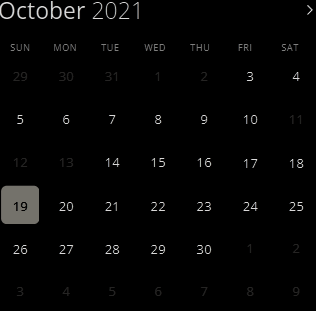 October 2021
SUN MON TUE WED THU FRI SAT
29 30 31 1 2 3 4
5 6 7 8 9 10 11
12 13 14 15 16 17 18
19 20 21 22 23 24 25
26 27 28 29 30 1 2
3 4 5 6 7 8 9